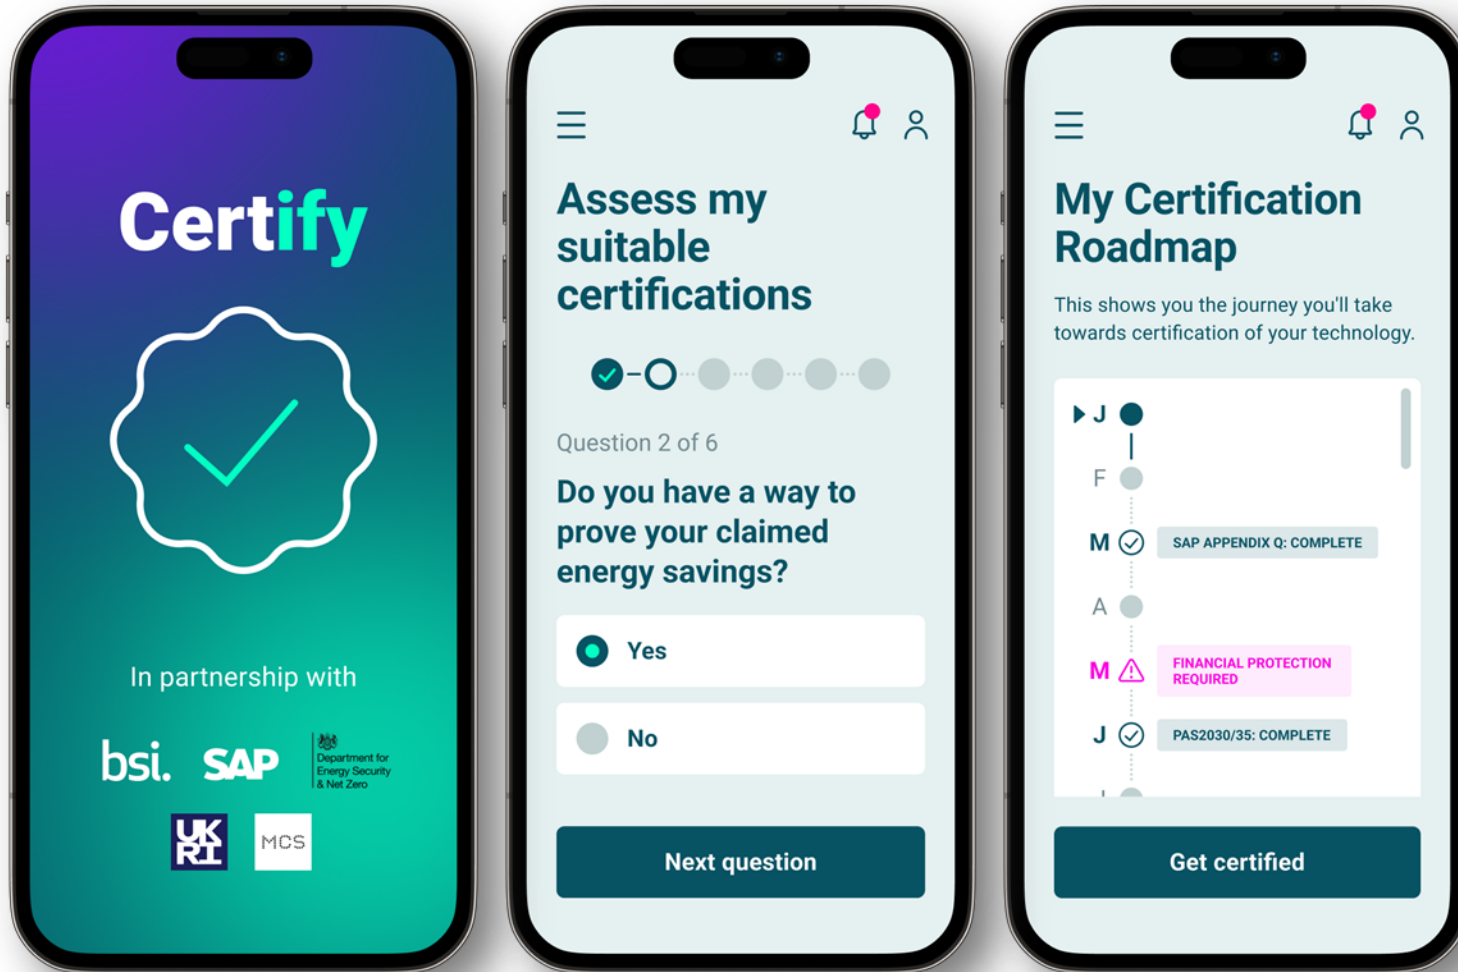 Certify
In partnership with
bsi.
SAP
Department for
Energy Security
& Net Zero
UK
RI
MCS
Assess my
suitable
certifications
Question 2 of 6
Do you have a way to
prove your claimed
energy savings?
Yes
No
Next question
My Certification
Roadmap
This shows you the journey you'll take
towards certification of your technology.
J
F
M SAP APPENDIX Q: COMPLETE
A
M FINANCIAL PROTECTION
REQUIRED
J PAS2030/35: COMPLETE
Get certified